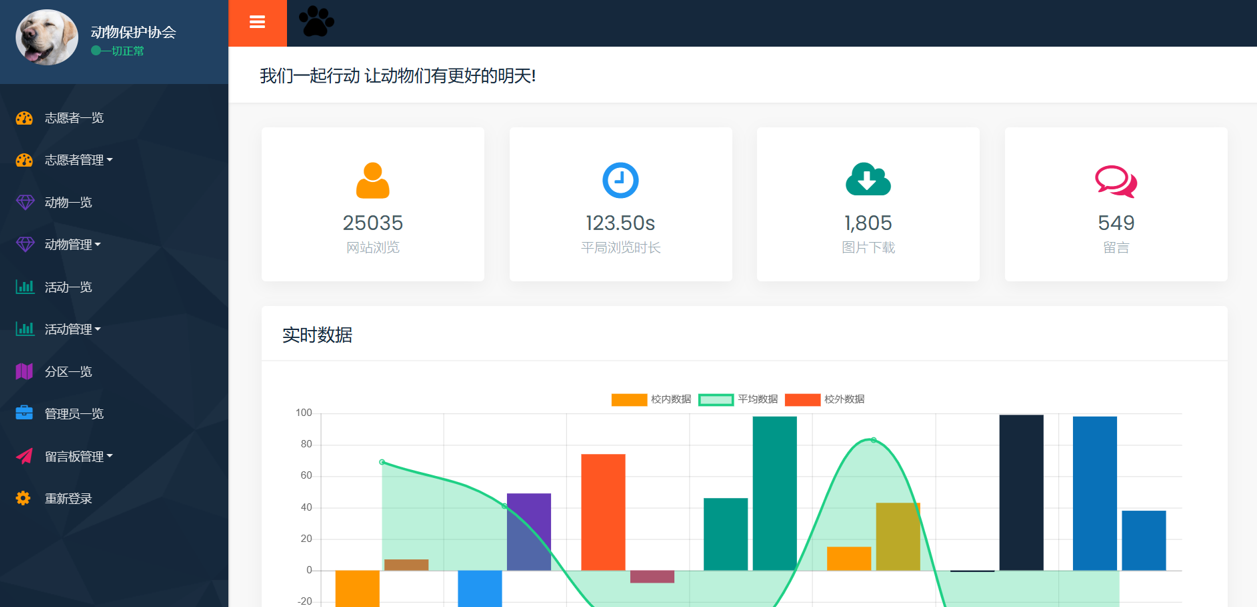 动物保护协会
一切正常
志愿者一览
志愿者管理
动物一览
动物管理
活动一览
活动管理
分区一览
管理员一览
留言板管理
重新登录
我们一起行动 让动物们有更好的明天!
25035
网站浏览
123.50s
平局浏览时长
1,805
图片下载
549
留言
实时数据
校内数据 平均数据 校外数据
100
80
60
40
20
0
-20